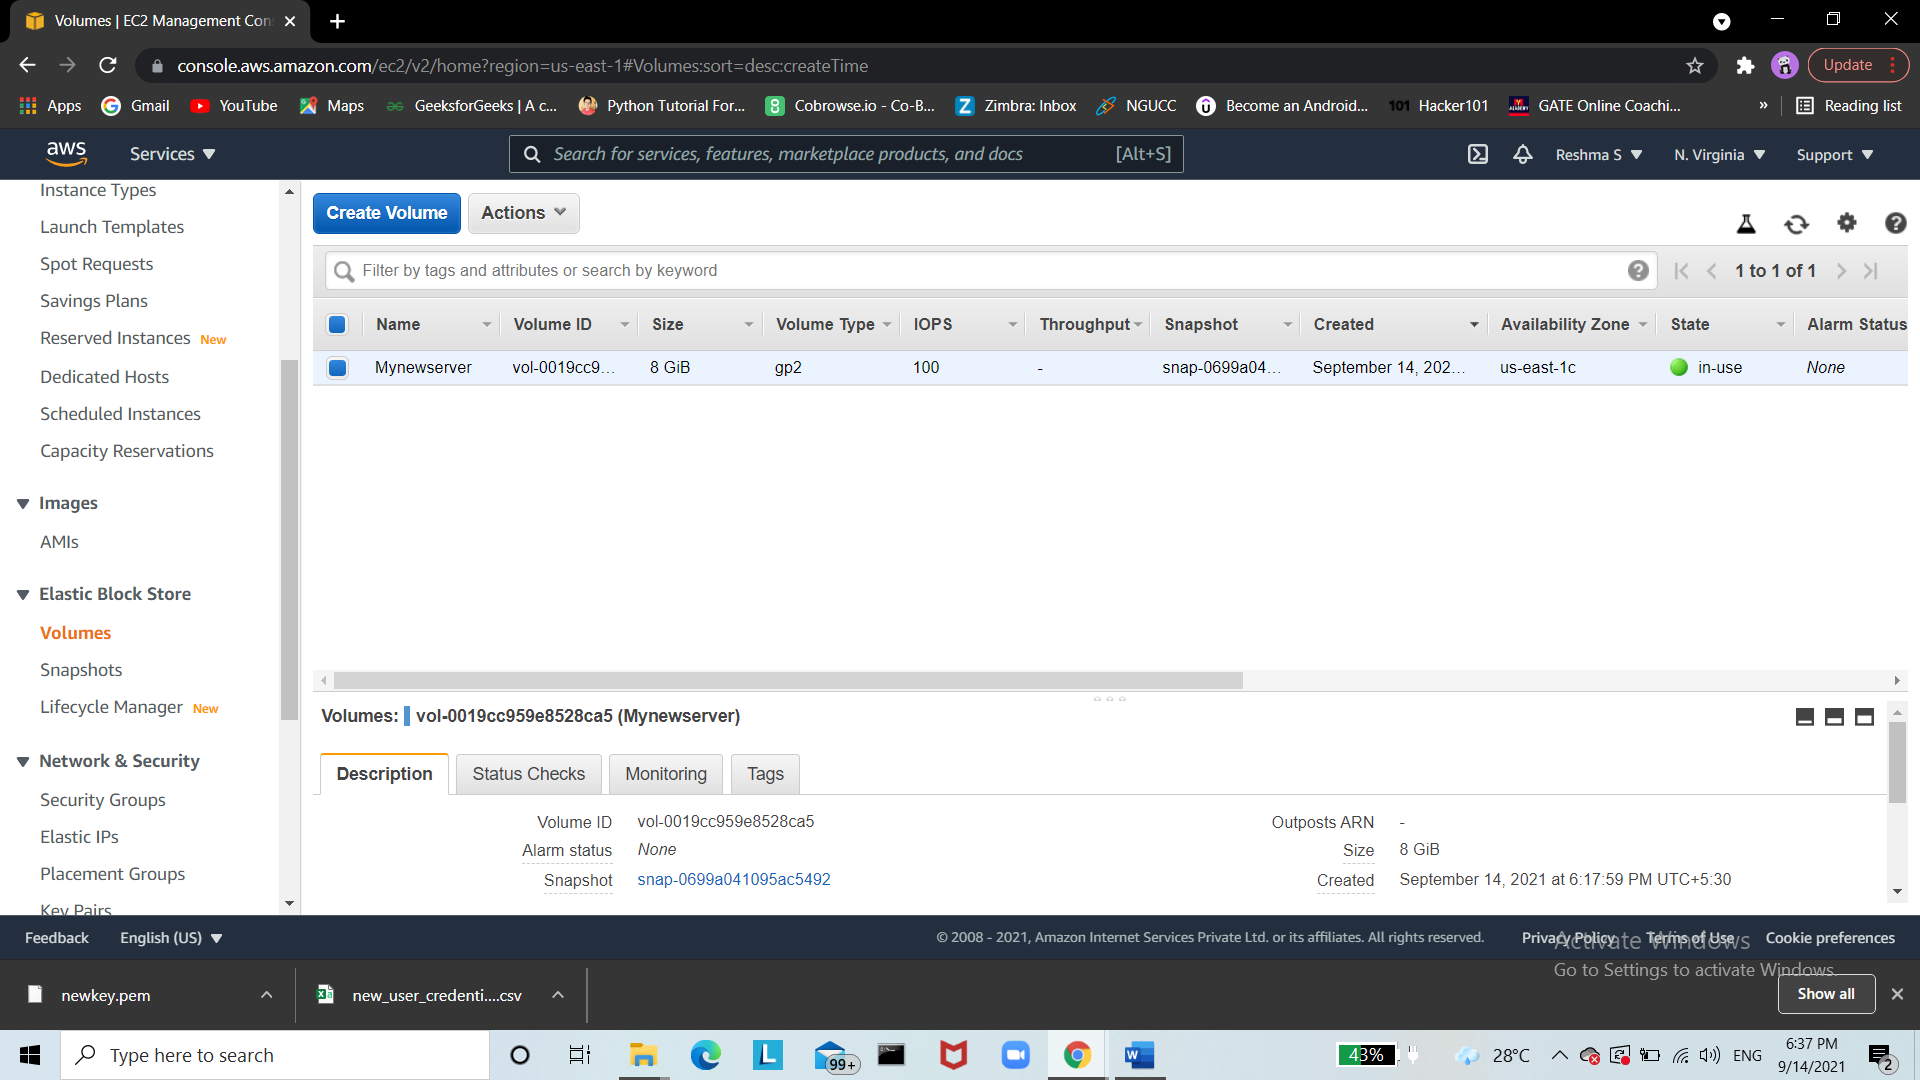 Volumes | EC2 Management Con
console.aws.amazon.com/ec2/v2/home?region=us-east-1#Volumes:sort=desc:createTime
Update
Apps Gmail YouTube Maps GeeksforGeeks | A c... Python Tutorial For... Cobrowse.io - Co-B... Zimbra: Inbox NGUCC Become an Android... 101 Hacker101 GATE Online Coachi... » Reading list
aws Services Search for services, features, marketplace products, and docs [Alt+S] Reshma S N. Virginia Support
Instance Types
Launch Templates
Spot Requests
Savings Plans
Reserved Instances New
Dedicated Hosts
Scheduled Instances
Capacity Reservations
Images
AMIs
Elastic Block Store
Volumes
Snapshots
Lifecycle Manager New
Network & Security
Security Groups
Elastic IPs
Placement Groups
Key Pairs
Create Volume Actions
Filter by tags and attributes or search by keyword 1 to 1 of 1
Name Volume ID Size Volume Type IOPS Throughput Snapshot Created Availability Zone State Alarm Status
Mynewserver vol-0019cc9... 8 GiB gp2 100 - snap-0699a04... September 14, 202... us-east-1c in-use None
Volumes: vol-0019cc959e8528ca5 (Mynewserver)
Description Status Checks Monitoring Tags
Volume ID vol-0019cc959e8528ca5 Outposts ARN -
Alarm status None Size 8 GiB
Snapshot snap-0699a041095ac5492 Created September 14, 2021 at 6:17:59 PM UTC+5:30
Feedback English (US) © 2008 - 2021, Amazon Internet Services Private Ltd. or its affiliates. All rights reserved. Privacy Policy Terms of Use Cookie preferences
Activate Windows
Go to Settings to activate Windows.
newkey.pem new_user_credenti....csv Show all
Type here to search L 99+ W 43% 28°C ENG 6:37 PM
9/14/2021 2